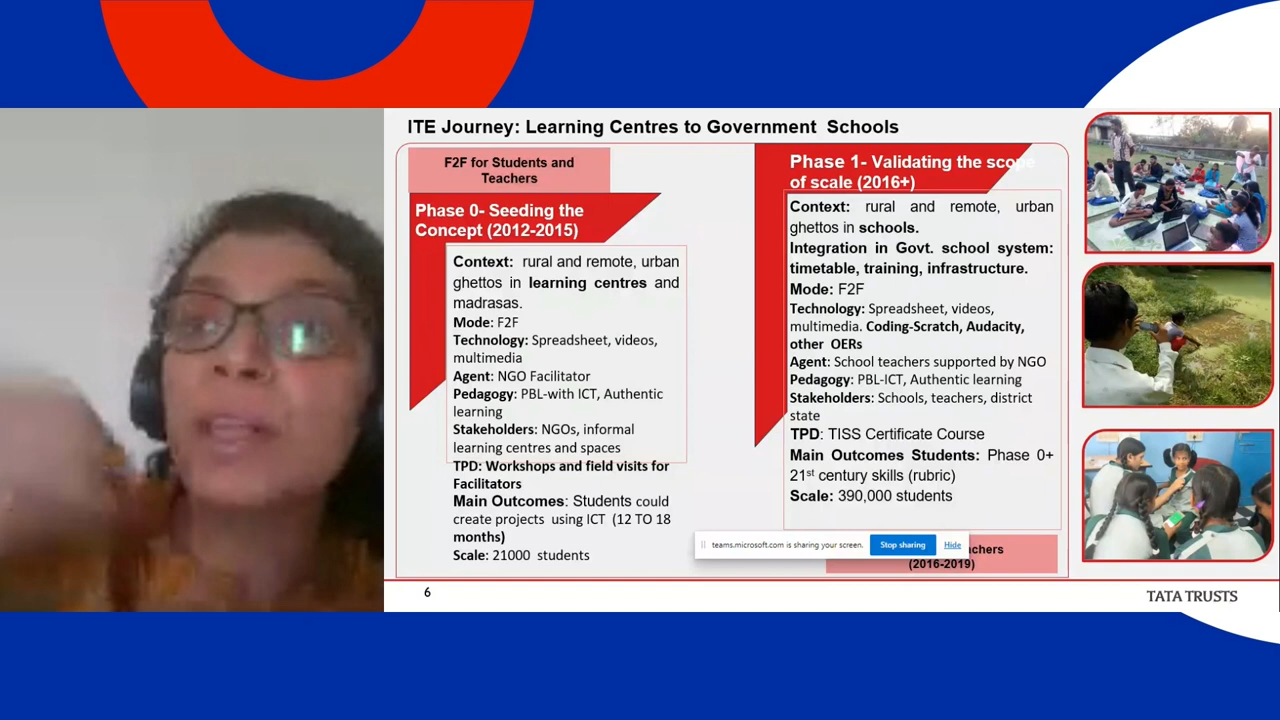 ITE Journey: Learning Centres to Government Schools
F2F for Students and
Teachers
Phase 0- Seeding the
Concept (2012-2015)
Context: rural and remote, urban
ghettos in learning centres and
madrasas.
Mode: F2F
Technology: Spreadsheet, videos,
multimedia
Agent: NGO Facilitator
Pedagogy: PBL-with ICT, Authentic
learning
Stakeholders: NGOs, informal
learning centres and spaces
TPD: Workshops and field visits for
Facilitators
Main Outcomes: Students could
create projects using ICT (12 TO 18
months)
Scale: 21000 students
Phase 1- Validating the scope
of scale (2016+)
Context: rural and remote, urban
ghettos in schools.
Integration in Govt. school system:
timetable, training, infrastructure.
Mode: F2F
Technology: Spreadsheet, videos,
multimedia. Coding-Scratch, Audacity,
other OERs
Agent: School teachers supported by NGO
Pedagogy: PBL-ICT, Authentic learning
Stakeholders: Schools, teachers, district
state
TPD: TISS Certificate Course
Main Outcomes Students: Phase 0+
21st century skills (rubric)
Scale: 390,000 students
teams.microsoft.com is sharing your screen. Stop sharing Hide
(2016-2019)
6
TATA TRUSTS